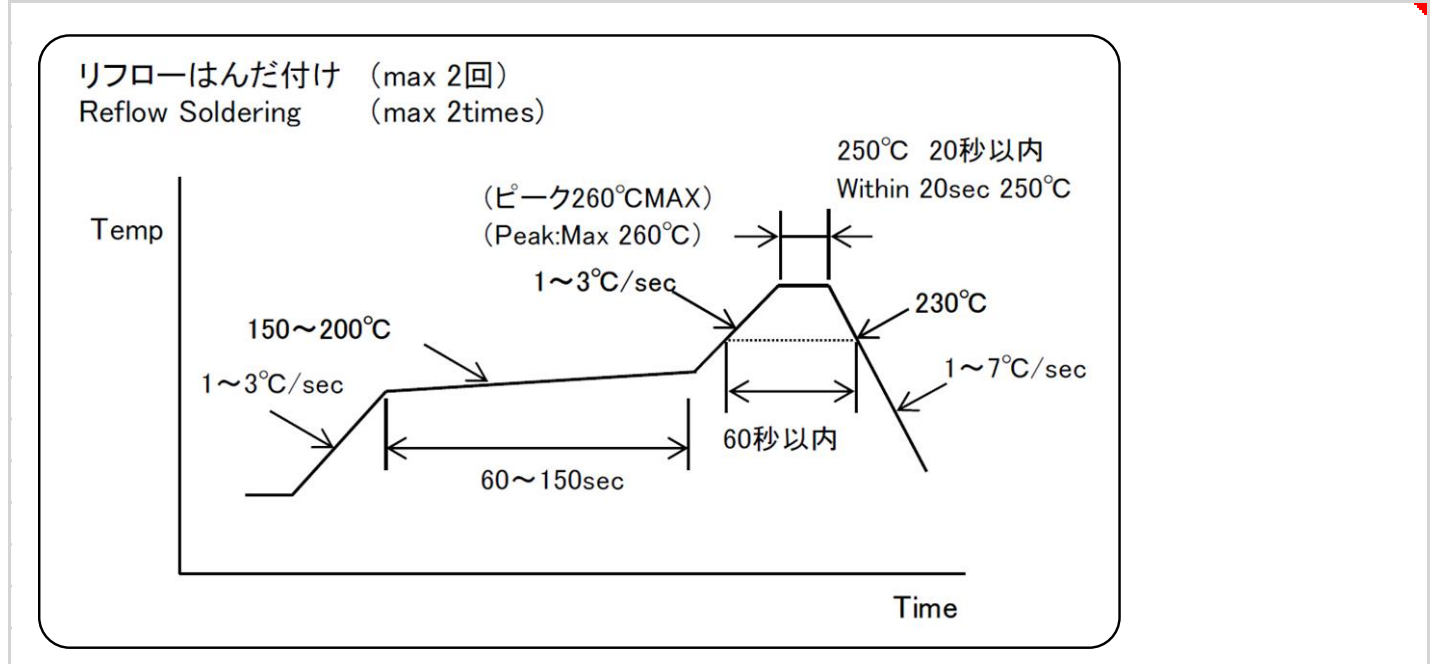 リフローはんだ付け （max 2回）
Reflow Soldering （max 2times）
250℃ 20秒以内
Within 20sec 250℃
（ピーク260℃MAX）
（Peak:Max 260℃）
Temp
1～3℃/sec
230℃
150～200℃
1～3℃/sec
1～7℃/sec
60秒以内
60～150sec
Time